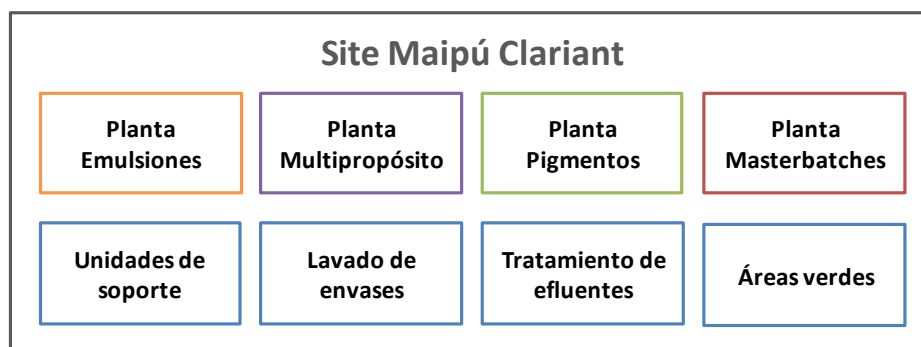 Site Maipú Clariant
Planta
Emulsiones
Planta
Multipropósito
Planta
Pigmentos
Planta
Masterbatches
Unidades de
soporte
Lavado de
envases
Tratamiento de
efluentes
Áreas verdes